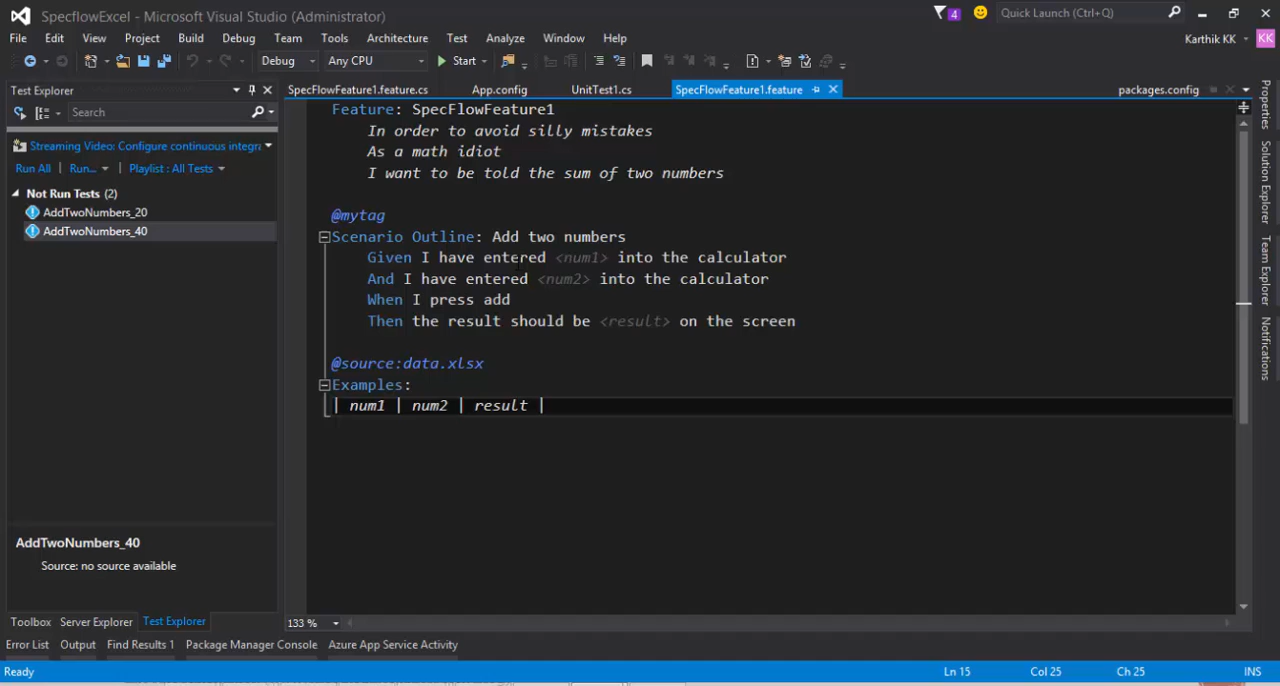 SpecflowExcel - Microsoft Visual Studio (Administrator)
4
Quick Launch (Ctrl+Q)
File Edit View Project Build Debug Team Tools Architecture Test Analyze Window Help
Karthik KK
KK
Debug Any CPU Start
Test Explorer
SpecFlowFeature1.feature.cs App.config UnitTest1.cs SpecFlowFeature1.feature packages.config
Search
Streaming Video: Configure continuous integra
Run All Run... Playlist : All Tests
Not Run Tests (2)
AddTwoNumbers_20
AddTwoNumbers_40
AddTwoNumbers_40
Source: no source available
Feature: SpecFlowFeature1
In order to avoid silly mistakes
As a math idiot
I want to be told the sum of two numbers
@mytag
Scenario Outline: Add two numbers
Given I have entered <num1> into the calculator
And I have entered <num2> into the calculator
When I press add
Then the result should be <result> on the screen
@source:data.xlsx
Examples:
| num1 | num2 | result |
133 %
Properties
Solution Explorer
Team Explorer
Notifications
Toolbox Server Explorer Test Explorer
Error List Output Find Results 1 Package Manager Console Azure App Service Activity
Ready Ln 15 Col 25 Ch 25 INS